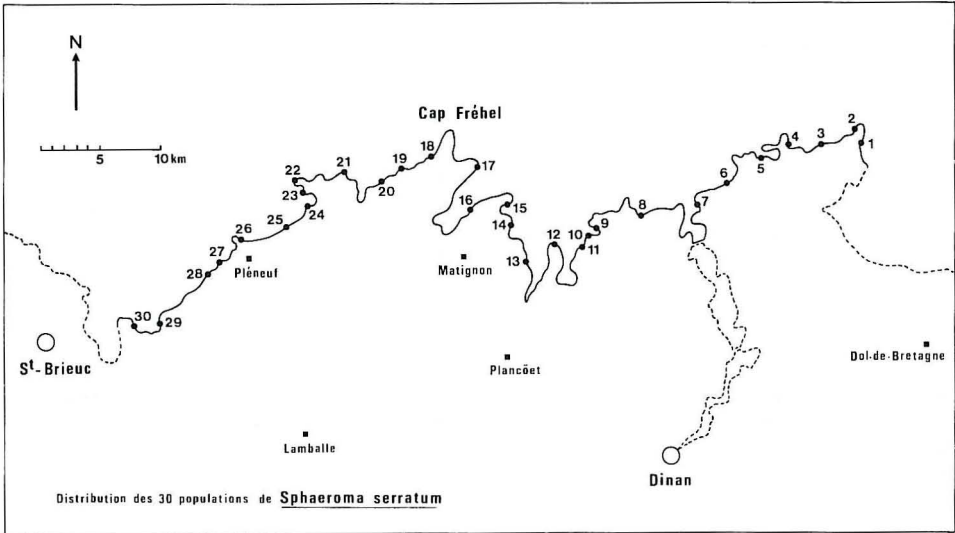 N
5 10 km
Cap Fréhel
1
2
3
4
5
6
7
8
9
10
11
12
13
14
15
16
17
18
19
20
21
22
23
24
25
26
27
28
29
30
Pléneuf
Matignon
St-Brieuc
Plancöet
Dol-de-Bretagne
Lamballe
Dinan
Distribution des 30 populations de Sphaeroma serratum